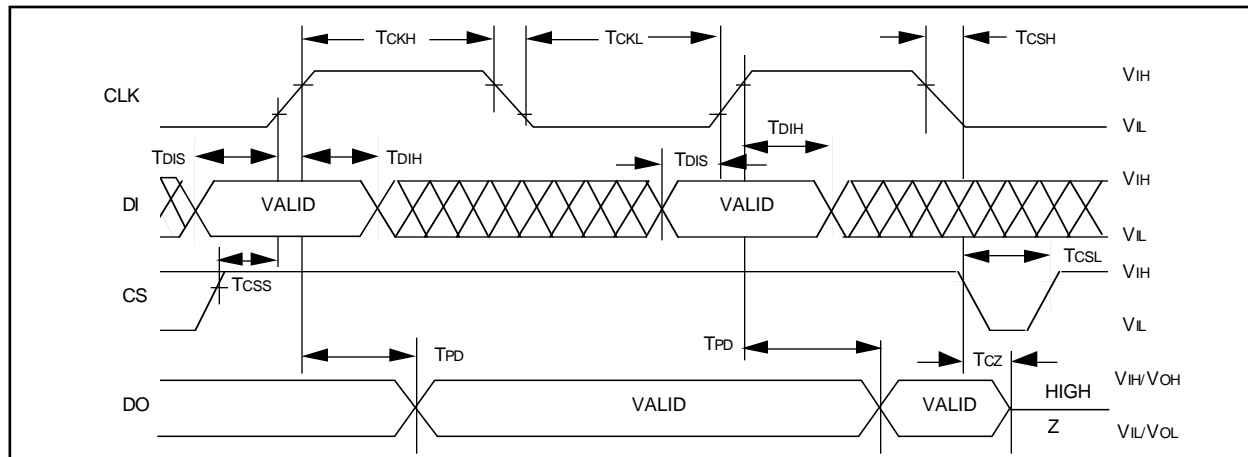 TCKH TCKL TCSH
CLK VIH
VIL
TDIS TDIH TDIS TDIH
DI VALID VALID VIH
VIL
TCSS TCSL
CS VIH
VIL
TPD TPD TCZ
DO VALID VALID HIGH VIH/VOH
Z VIL/VOL